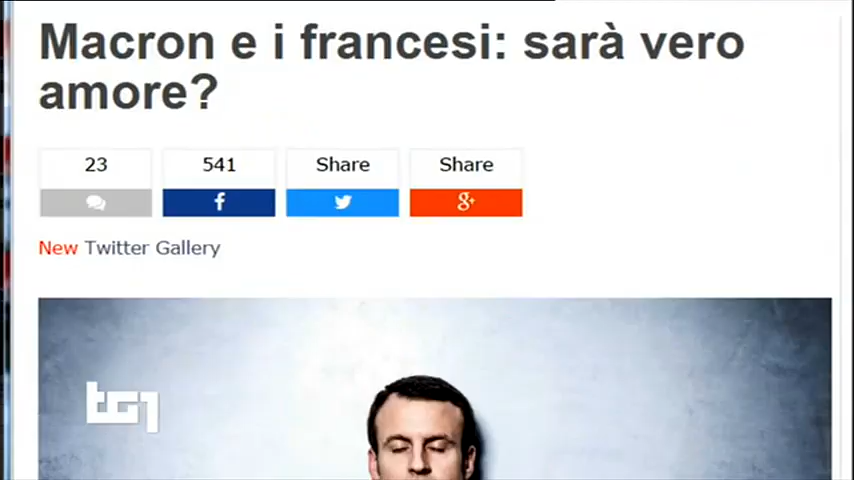 Macron e i francesi: sarà vero
amore?
23 541 Share Share
New Twitter Gallery
tg1